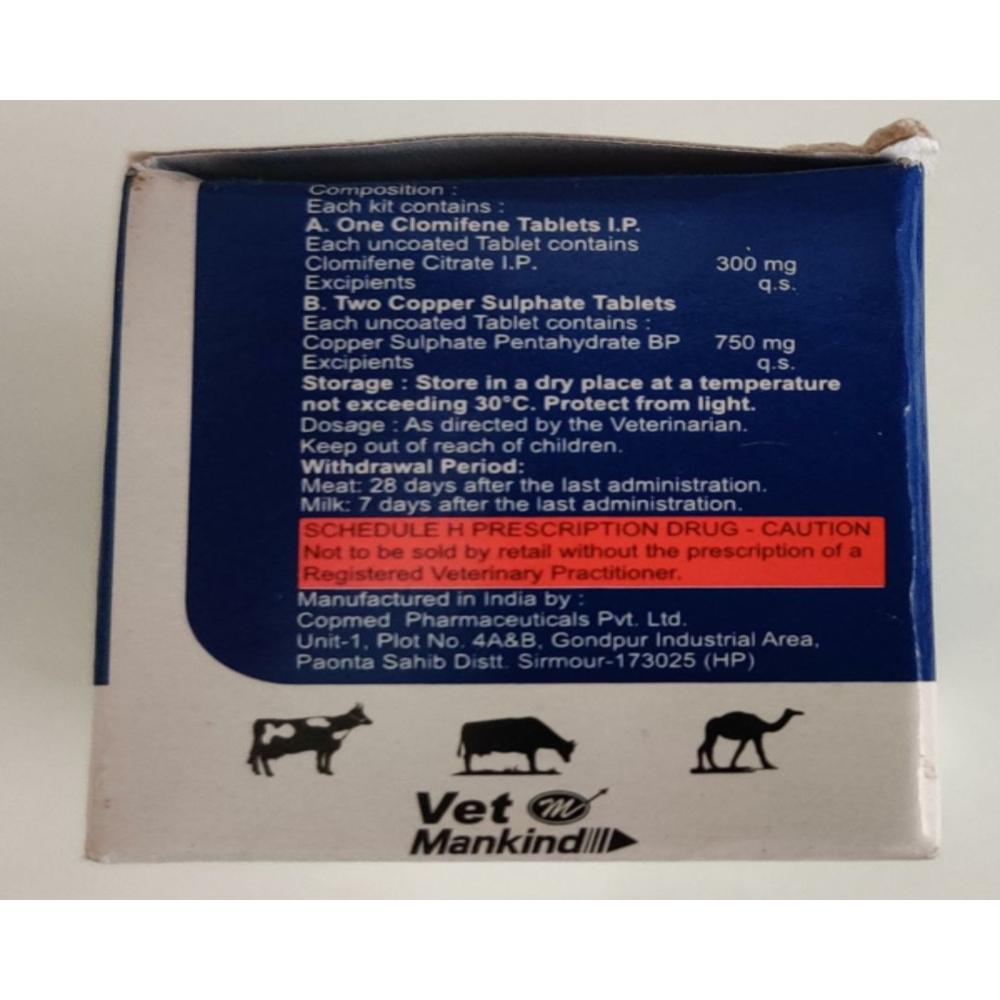 Composition :
Each kit contains :
A. One Clomifene Tablets I.P.
Each uncoated Tablet contains
Clomifene Citrate I.P. 300 mg
Excipients q.s.
B. Two Copper Sulphate Tablets
Each uncoated Tablet contains :
Copper Sulphate Pentahydrate BP 750 mg
Excipients q.s.
Storage : Store in a dry place at a temperature
not exceeding 30°C. Protect from light.
Dosage : As directed by the Veterinarian.
Keep out of reach of children.
Withdrawal Period:
Meat: 28 days after the last administration.
Milk: 7 days after the last administration.
SCHEDULE H PRESCRIPTION DRUG - CAUTION
Not to be sold by retail without the prescription of a
Registered Veterinary Practitioner.
Manufactured in India by :
Copmed Pharmaceuticals Pvt. Ltd.
Unit-1, Plot No. 4A&B, Gondpur Industrial Area,
Paonta Sahib Distt. Sirmour-173025 (HP)
Vet m
Mankind